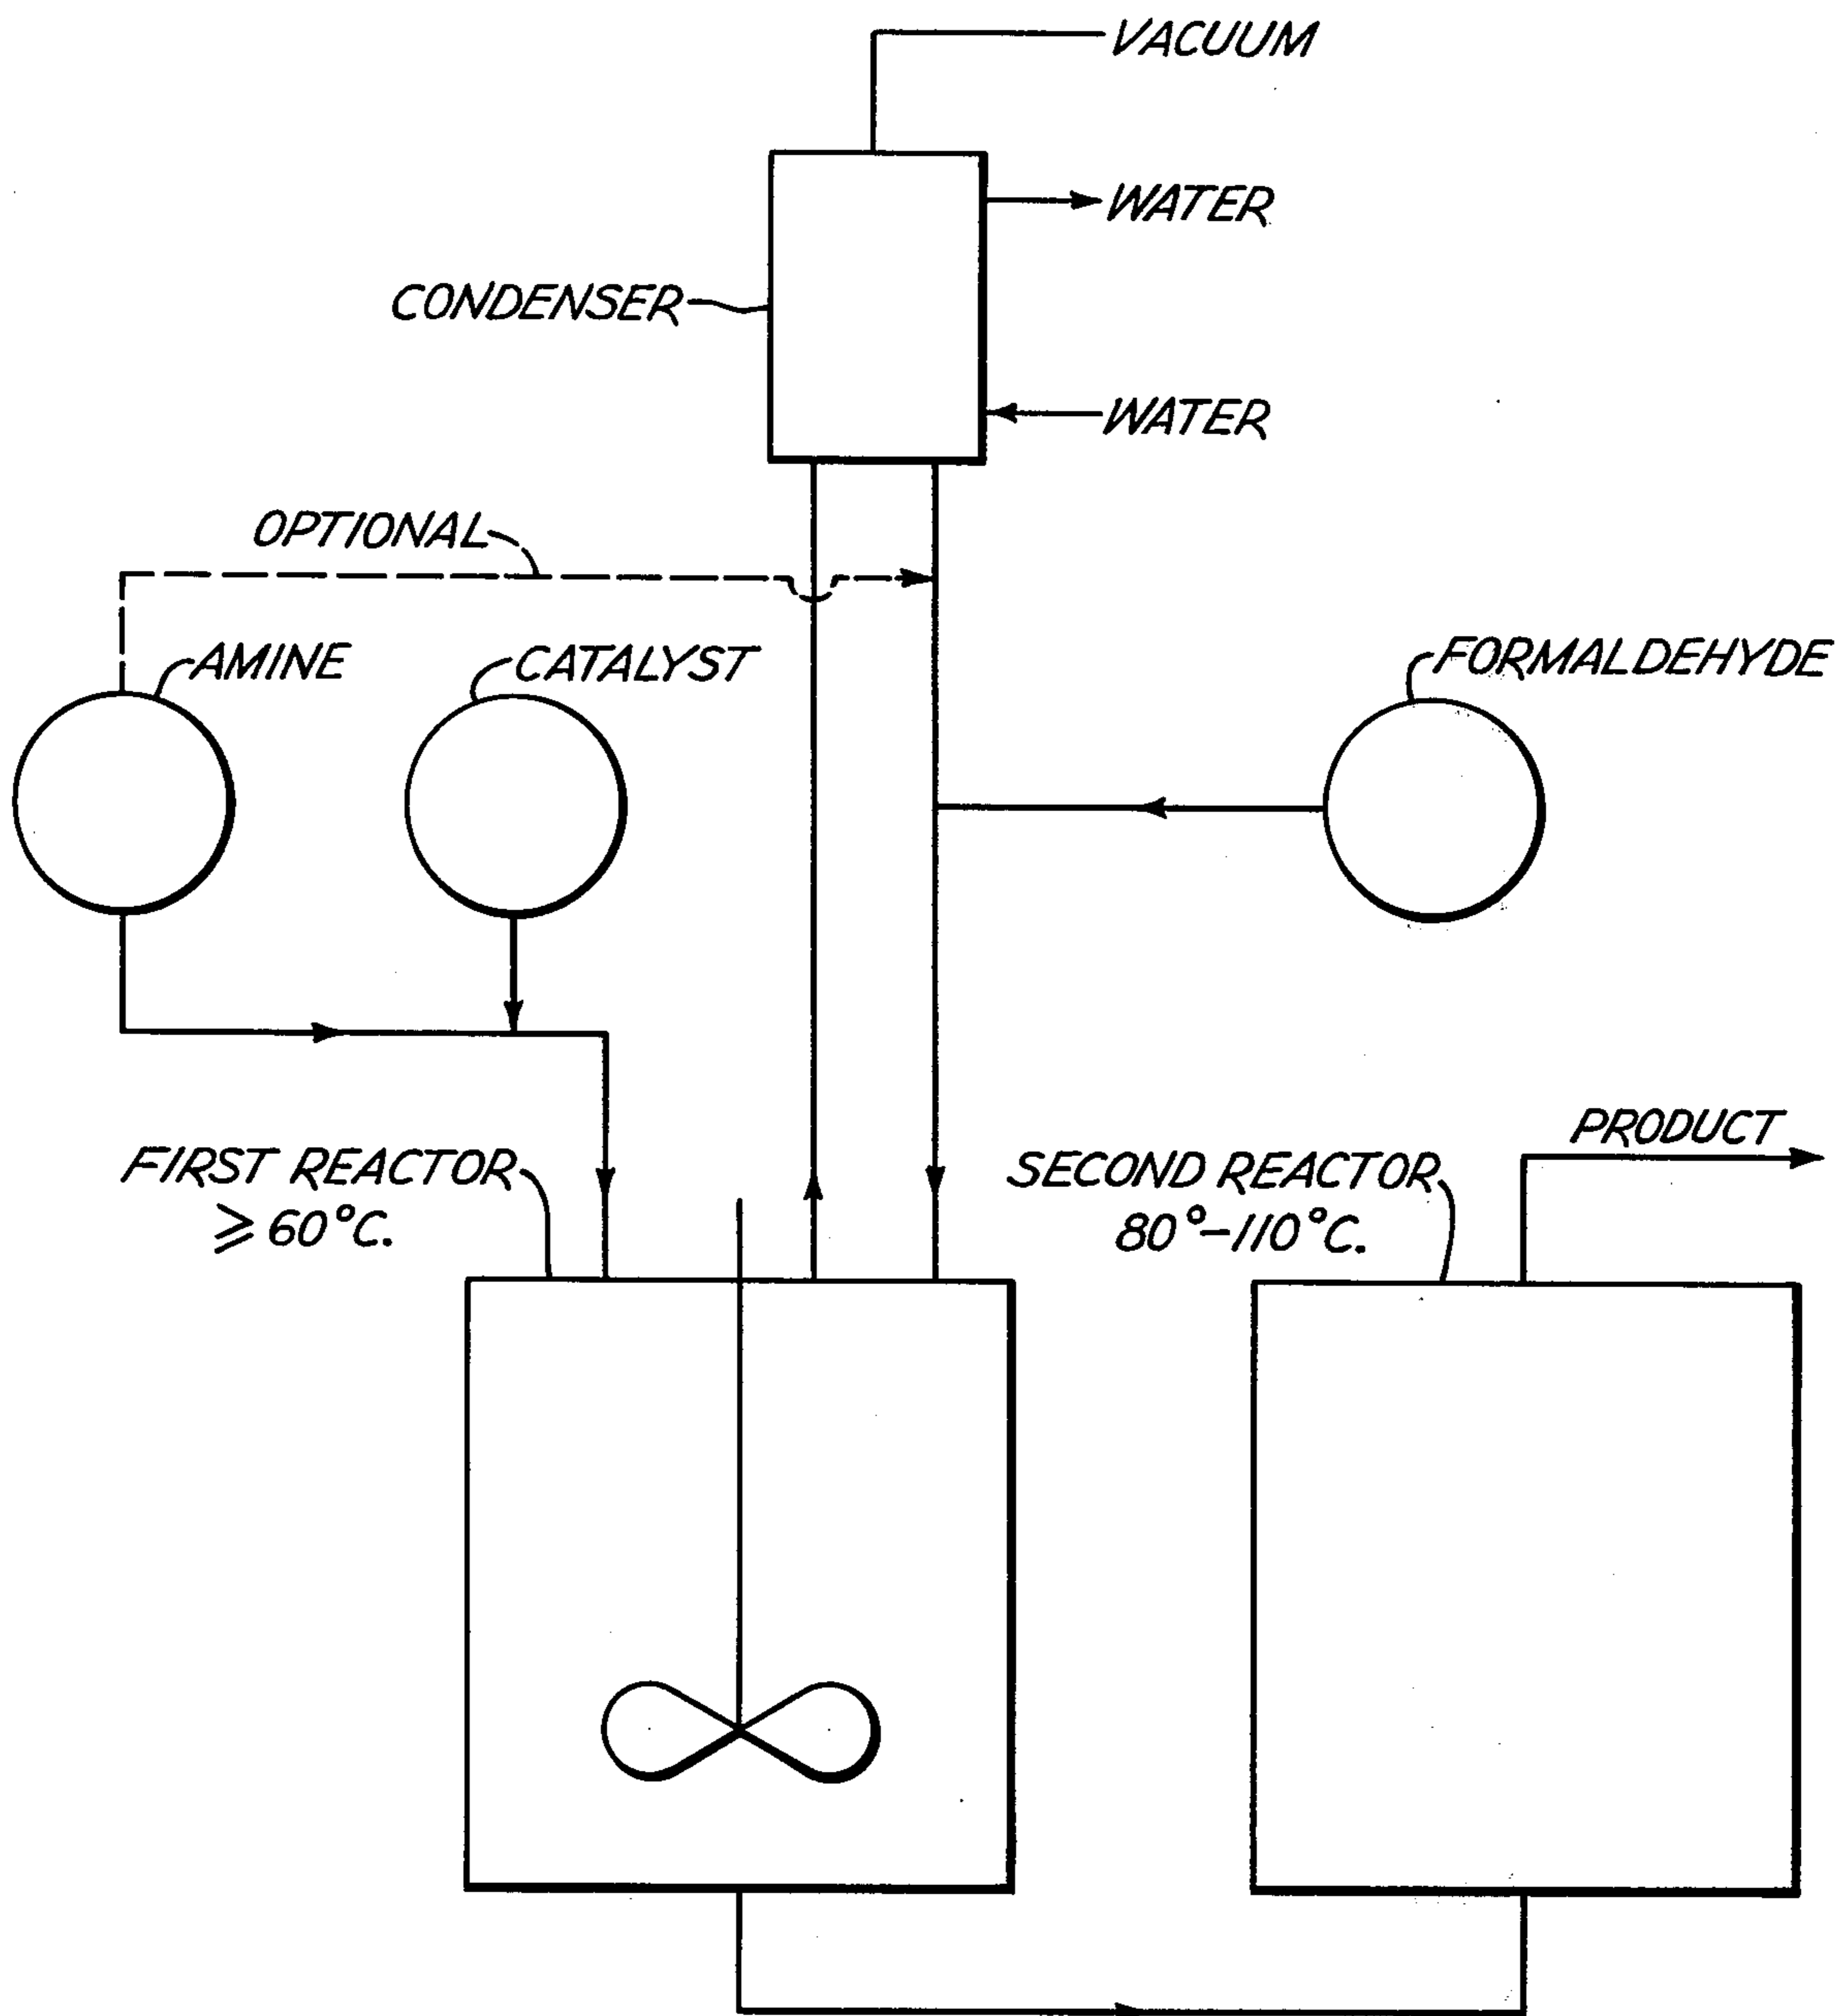 VACUUM
WATER
CONDENSER
WATER
OPTIONAL
AMINE
CATALYST
FORMALDEHYDE
PRODUCT
FIRST REACTOR
≥ 60°C.
SECOND REACTOR
80°-110°C.